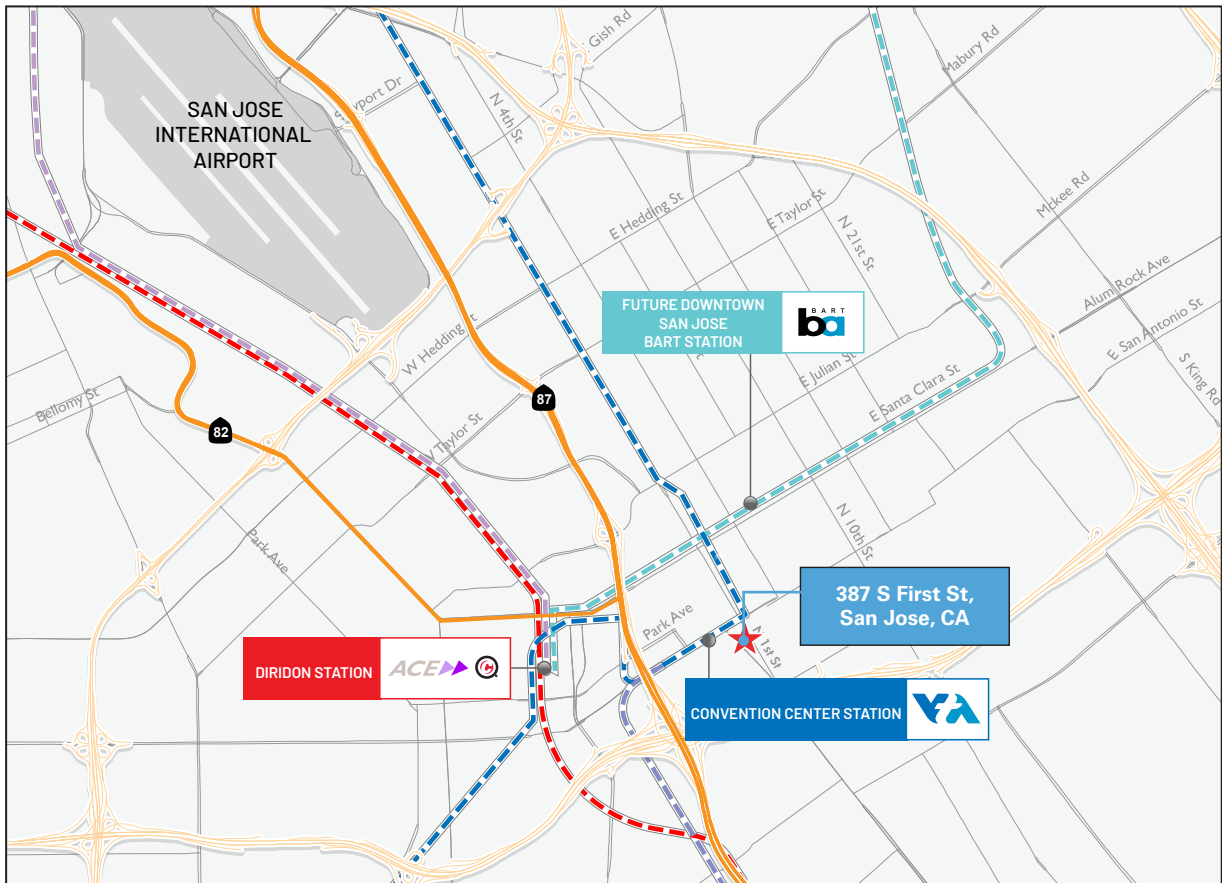 Gish Rd
Mabury Rd
SAN JOSE
INTERNATIONAL
AIRPORT
N 4th St
Mckee Rd
E Hedding St
E Taylor St
N 21st St
Alum Rock Ave
FUTURE DOWNTOWN
SAN JOSE
BART STATION
BART
ba
E San Antonio St
W Hedding St
E Julian St
S King Rd
E Santa Clara St
87
Bellomy St
82
Taylor St
N 10th St
Park Ave
387 S First St,
San Jose, CA
Park Ave
N 1st St
DIRIDON STATION
ACE
CONVENTION CENTER STATION
VTA